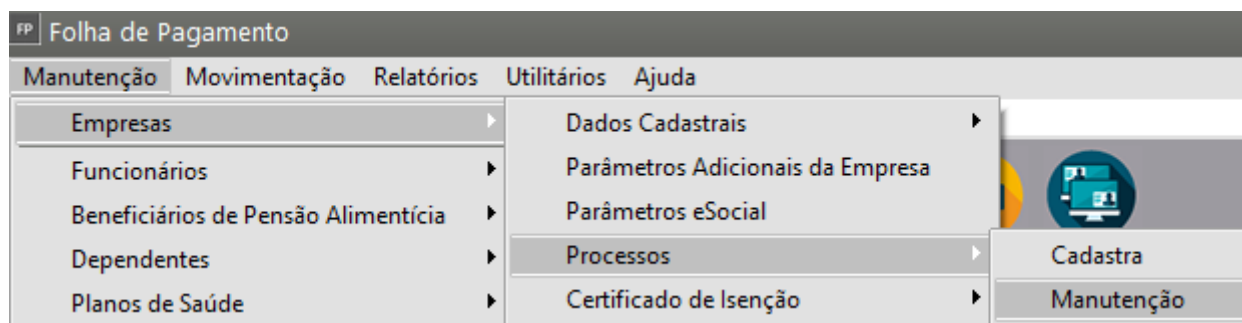 FP Folha de Pagamento
Manutenção Movimentação Relatórios Utilitários Ajuda
Empresas
Funcionários
Beneficiários de Pensão Alimentícia
Dependentes
Planos de Saúde
Dados Cadastrais
Parâmetros Adicionais da Empresa
Parâmetros eSocial
Processos
Certificado de Isenção
Cadastra
Manutenção